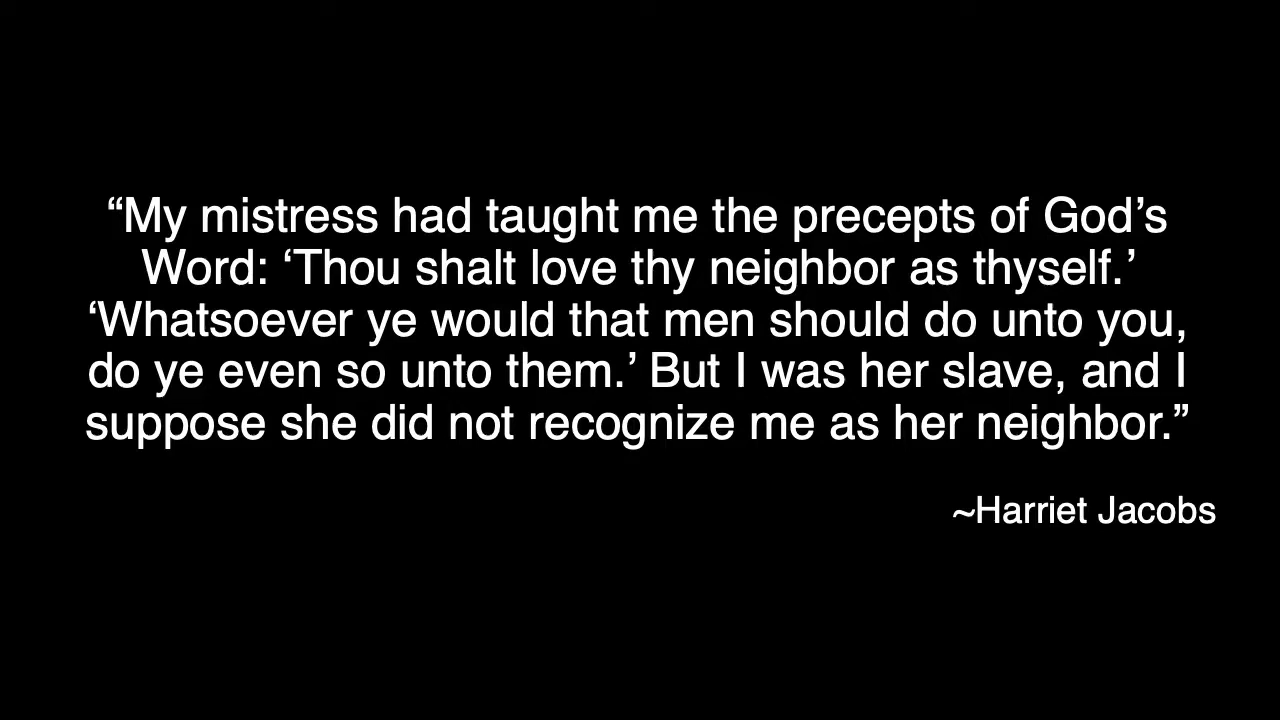 “My mistress had taught me the precepts of God’s
Word: ‘Thou shalt love thy neighbor as thyself.’
‘Whatsoever ye would that men should do unto you,
do ye even so unto them.’ But I was her slave, and I
suppose she did not recognize me as her neighbor.”
~Harriet Jacobs